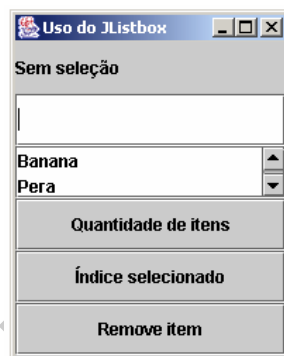 Uso do JListbox
Sem seleção
Banana
Pera
Quantidade de itens
Índice selecionado
Remove item